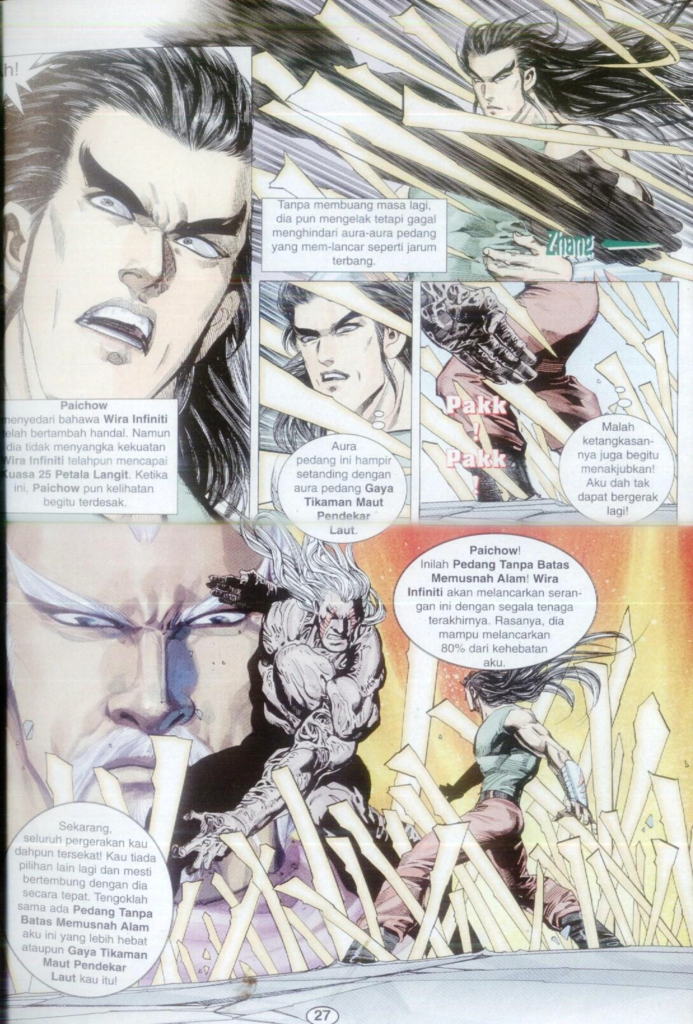 h!
Tanpa membuang masa lagi,
dia pun mengelak tetapi gagal
menghindari aura-aura pedang
yang mem-lancar seperti jarum
terbang.
Zhang
Paichow
menyedari bahawa Wira Infiniti
telah bertambah handal. Namun
dia tidak menyangka kekuatan
Wira Infiniti telahpun mencapai
Kuasa 25 Petala Langit. Ketika
ini, Paichow pun kelihatan
begitu terdesak.
Aura
pedang ini hampir
setanding dengan
aura pedang Gaya
Tikaman Maut
Pendekar
Laut.
Pakk
!
Pakk
!
Malah
ketangkasan-
nya juga begitu
menakjubkan!
Aku dah tak
dapat bergerak
lagi!
Paichow!
Inilah Pedang Tanpa Batas
Memusnah Alam! Wira
Infiniti akan melancarkan seran-
gan ini dengan segala tenaga
terakhirnya. Rasanya, dia
mampu melancarkan
80% dari kehebatan
aku.
Sekarang,
seluruh pergerakan kau
dahpun tersekat! Kau tiada
pilihan lain lagi dan mesti
bertembung dengan dia
secara tepat. Tengoklah
sama ada Pedang Tanpa
Batas Memusnah Alam
aku ini yang lebih hebat
ataupun Gaya Tikaman
Maut Pendekar
Laut kau itu!
27